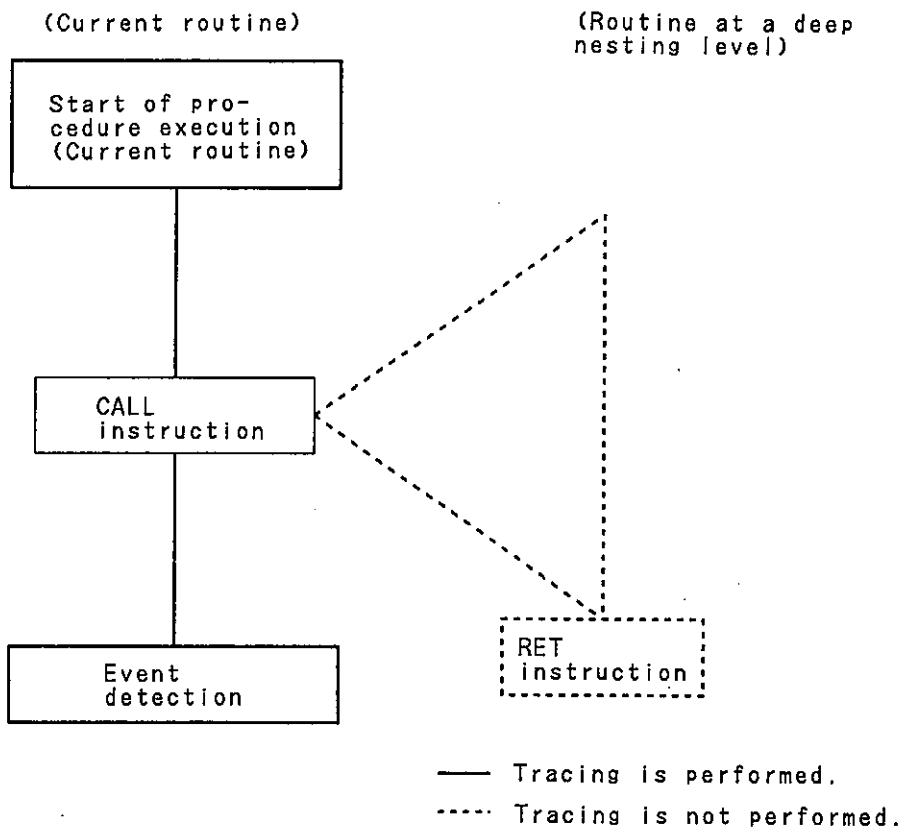 (Current routine)
(Routine at a deep
nesting level)
Start of pro-
cedure execution
(Current routine)
CALL
instruction
Event
detection
RET
instruction
Tracing is performed.
Tracing is not performed.